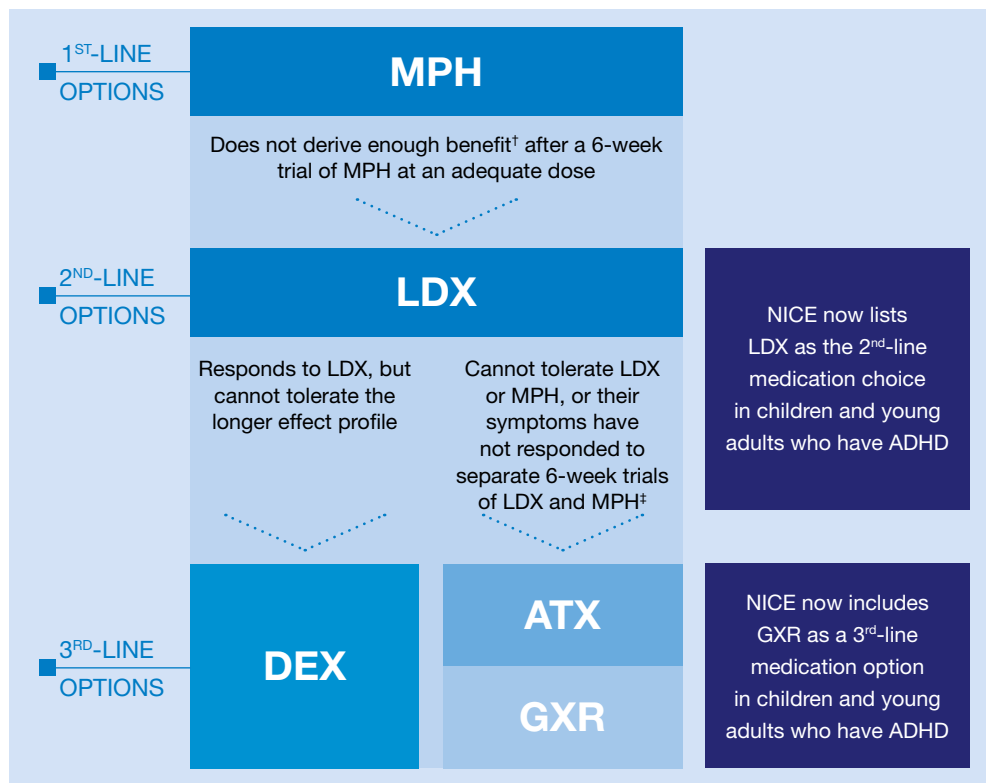 1ST-LINE
OPTIONS
MPH
Does not derive enough benefit† after a 6-week
trial of MPH at an adequate dose
2ND-LINE
OPTIONS
LDX
Responds to LDX, but
cannot tolerate the
longer effect profile
Cannot tolerate LDX
or MPH, or their
symptoms have
not responded to
separate 6-week trials
of LDX and MPH‡
NICE now lists
LDX as the 2nd-line
medication choice
in children and young
adults who have ADHD
3RD-LINE
OPTIONS
DEX
ATX
GXR
NICE now includes
GXR as a 3rd-line
medication option
in children and young
adults who have ADHD